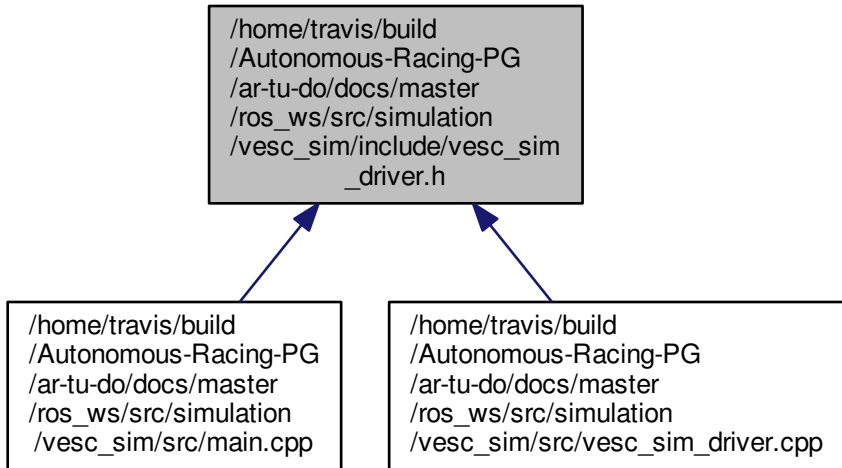 /home/travis/build
/Autonomous-Racing-PG
/ar-tu-do/docs/master
/ros_ws/src/simulation
/vesc_sim/include/vesc_sim
_driver.h
/home/travis/build
/Autonomous-Racing-PG
/ar-tu-do/docs/master
/ros_ws/src/simulation
/vesc_sim/src/main.cpp
/home/travis/build
/Autonomous-Racing-PG
/ar-tu-do/docs/master
/ros_ws/src/simulation
/vesc_sim/src/vesc_sim_driver.cpp